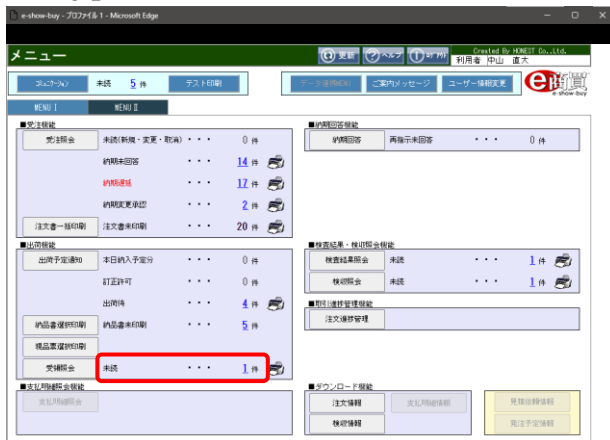 e-show-buy - プロファイル 1 - Microsoft Edge
メニュー
更新 ヘルプ ログアウト
Created By HONEST Co.,Ltd.
利用者 中山 直大
コミュニケーション 未読 5 件 テスト印刷
ご案内メッセージ ユーザー情報変更
e商買
e-show-buy
MENU I MENU II
■受注機能
受注照会 未読(新規・変更・取消)・・・ 0 件
納期未回答 ・・・ 14 件
納期遅延 ・・・ 17 件
納期変更承認 ・・・ 2 件
注文書一括印刷 注文書未印刷 ・・・ 20 件
■納期回答機能
納期回答 再指示未回答 ・・・ 0 件
■出荷機能
出荷予定通知 本日納入予定分 ・・・ 0 件
訂正許可 ・・・ 0 件
出荷待 ・・・ 4 件
納品書選択印刷 納品書未印刷 ・・・ 5 件
現品票選択印刷
受領照会 未読 ・・・ 1 件
■検査結果・検収照会機能
検査結果照会 未読 ・・・ 1 件
検収照会 未読 ・・・ 1 件
■取引進捗管理機能
注文進捗管理
■支払明細照会機能
支払明細照会
■ダウンロード機能
注文情報 支払明細情報 見積依頼情報
検収情報 発注予定情報